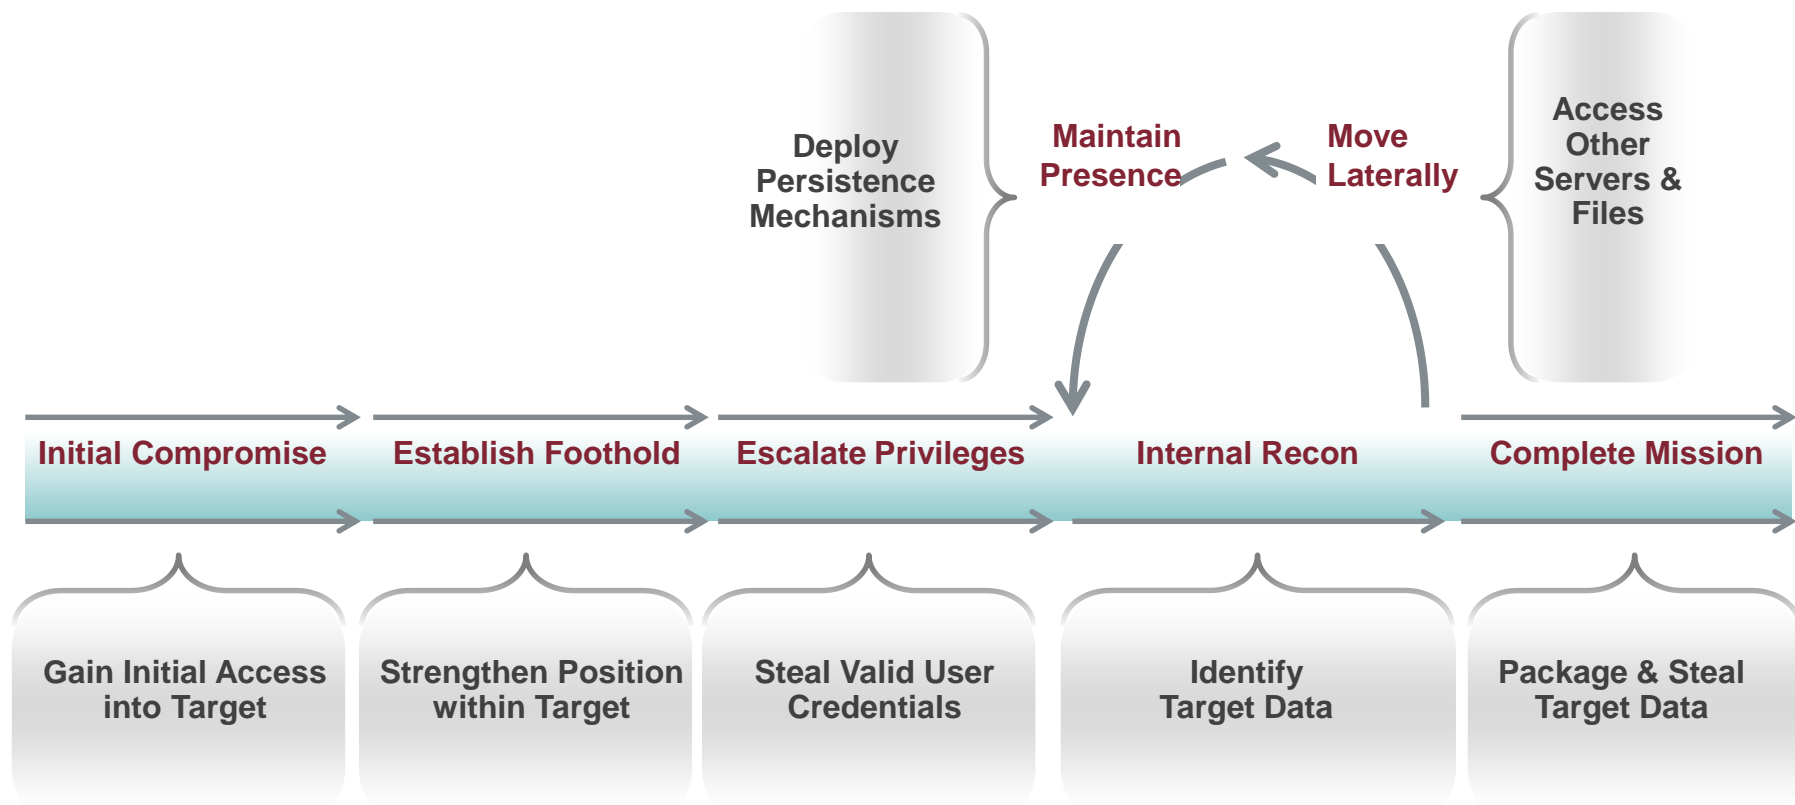 Deploy
Persistence
Mechanisms
Maintain
Presence
Move
Laterally
Access
Other
Servers &
Files
Initial Compromise
Establish Foothold
Escalate Privileges
Internal Recon
Complete Mission
Gain Initial Access
into Target
Strengthen Position
within Target
Steal Valid User
Credentials
Identify
Target Data
Package & Steal
Target Data